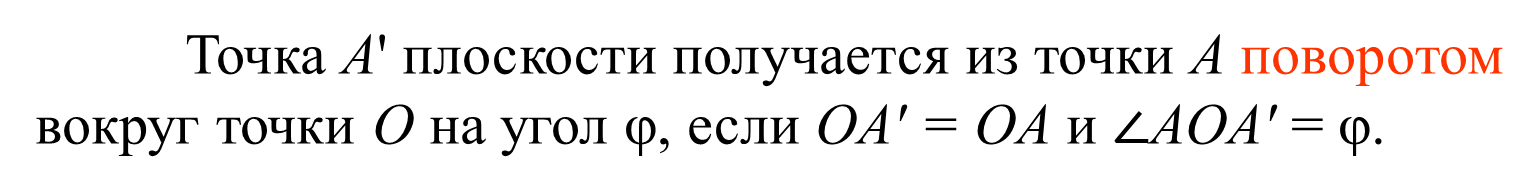 Точка A' плоскости получается из точки A поворотом
вокруг точки O на угол φ, если OA′ = OA и ∠AOA′ = φ.